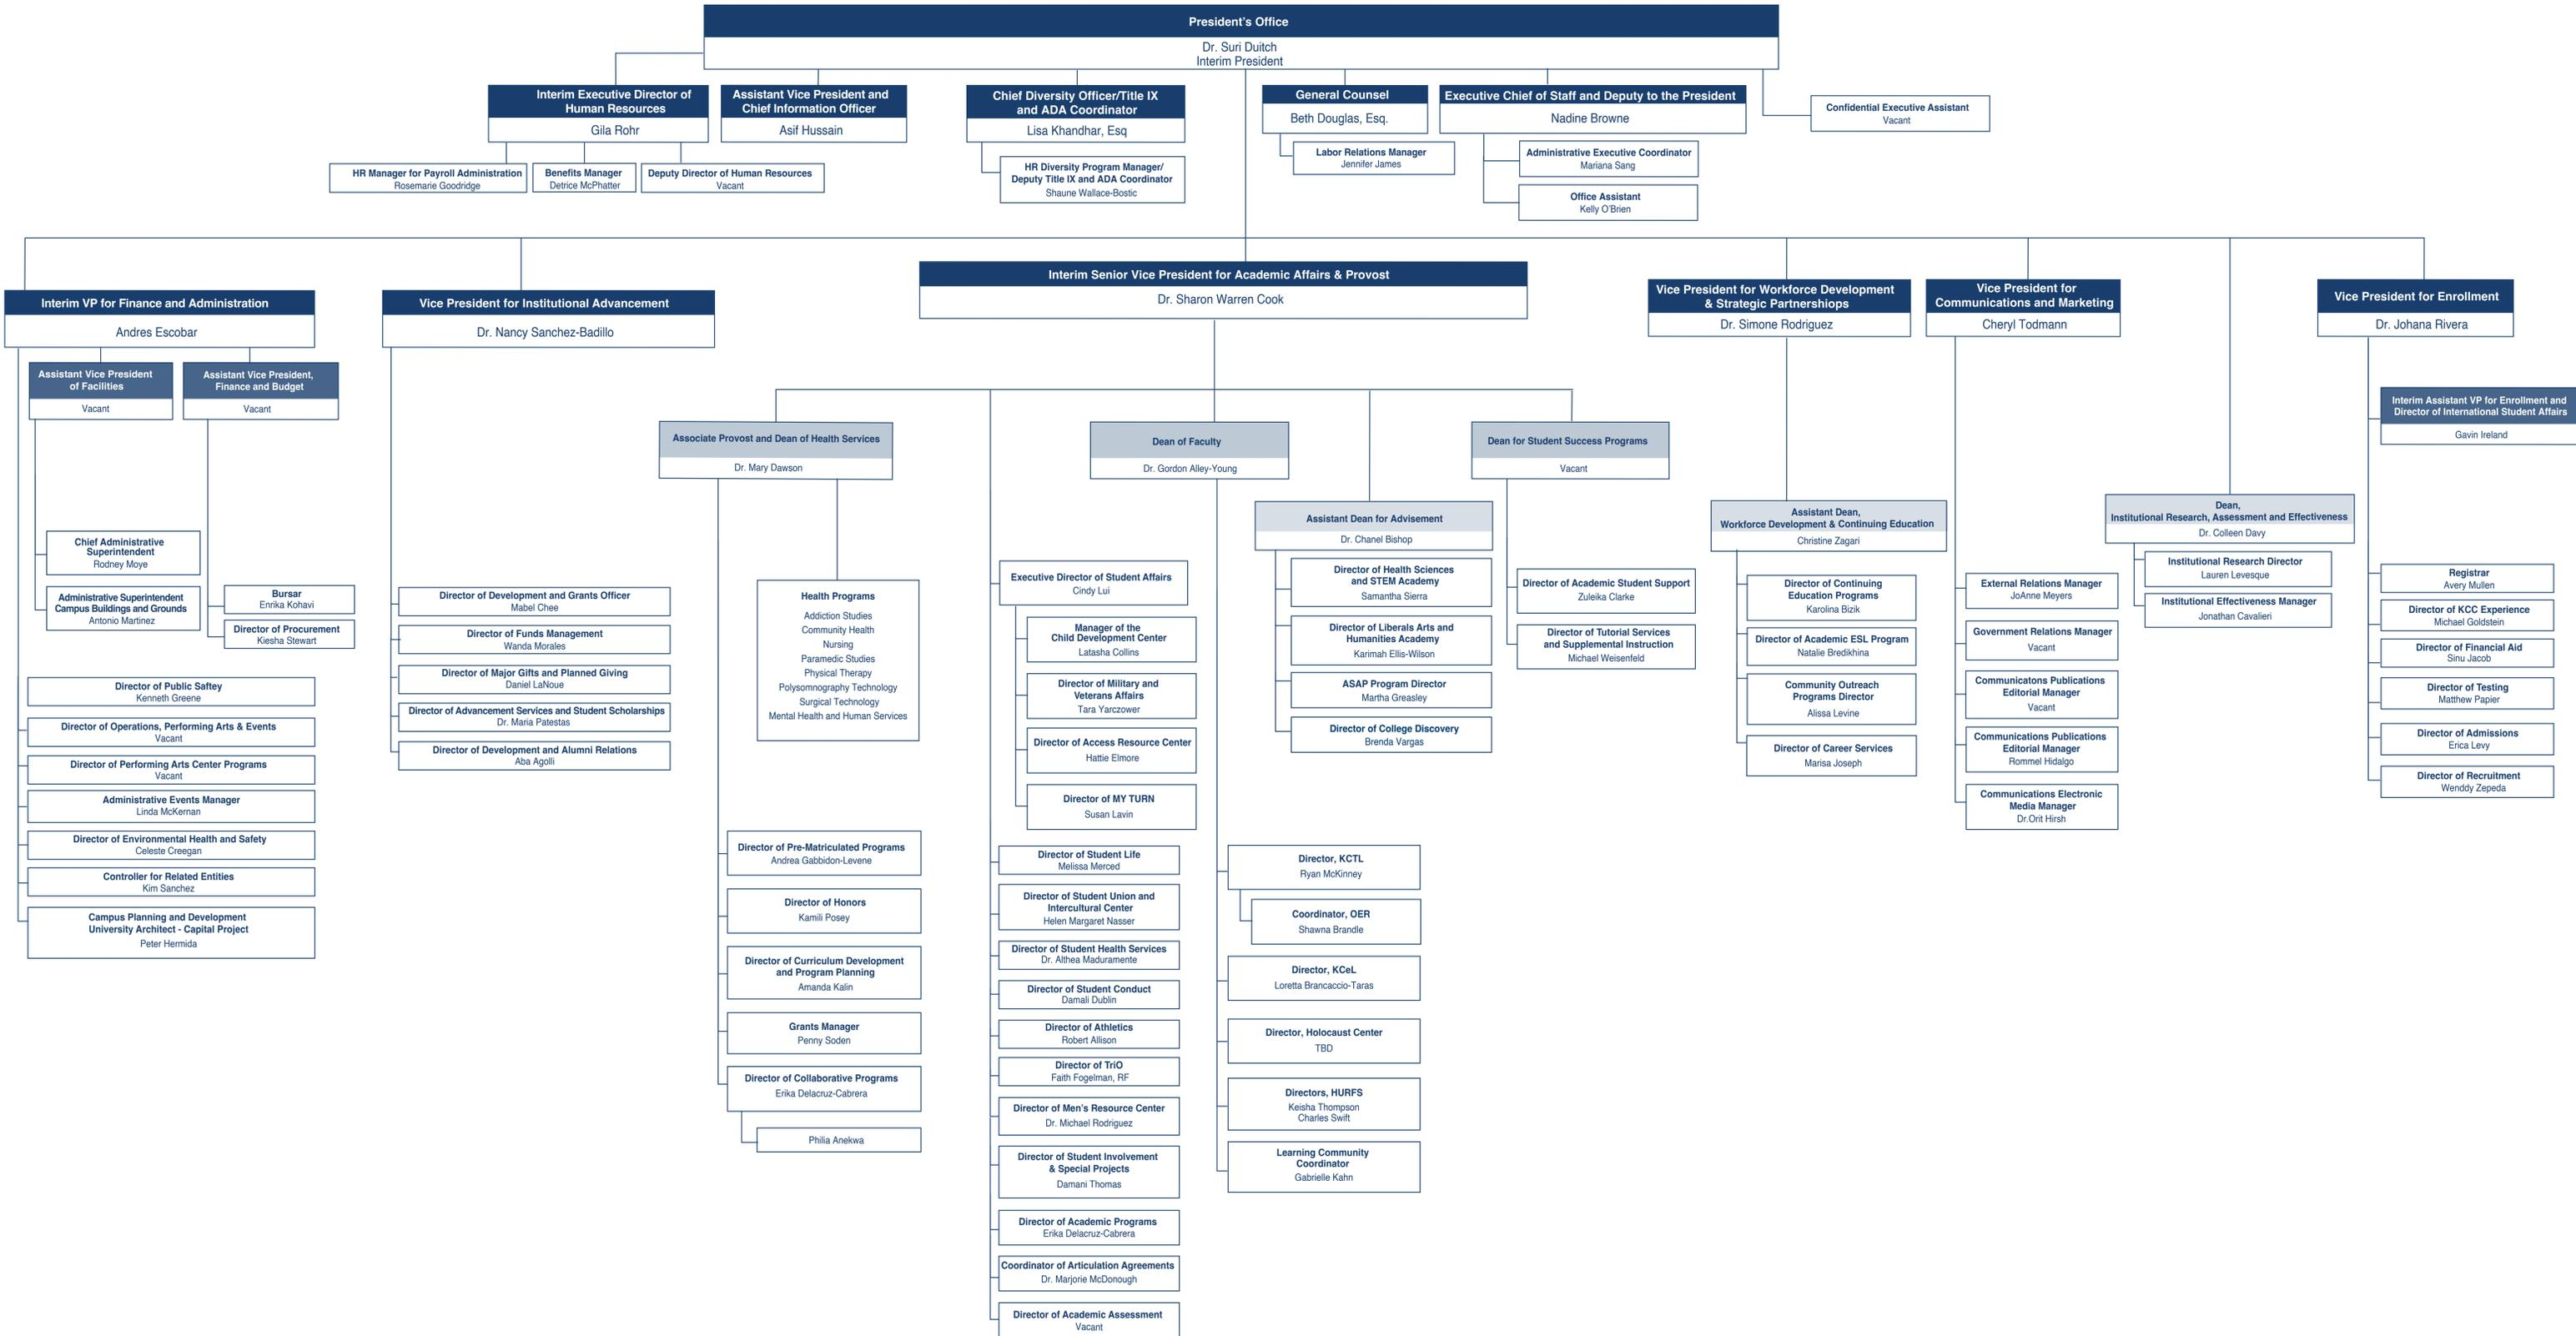 President's Office
Dr. Suri Duitch
Interim President
Interim Executive Director of
Human Resources
Gila Rohr
HR Manager for Payroll Administration
Rosemarie Goodridge
Benefits Manager
Detrice McPhatter
Deputy Director of Human Resources
Vacant
Assistant Vice President and
Chief Information Officer
Asif Hussain
Chief Diversity Officer/Title IX
and ADA Coordinator
Lisa Khandhar, Esq
HR Diversity Program Manager/
Deputy Title IX and ADA Coordinator
Shaune Wallace-Bostic
General Counsel
Beth Douglas, Esq.
Labor Relations Manager
Jennifer James
Executive Chief of Staff and Deputy to the President
Nadine Browne
Administrative Executive Coordinator
Mariana Sang
Office Assistant
Kelly O'Brien
Confidential Executive Assistant
Vacant
Interim VP for Finance and Administration
Andres Escobar
Assistant Vice President
of Facilities
Vacant
Chief Administrative
Superintendent
Rodney Moye
Administrative Superintendent
Campus Buildings and Grounds
Antonio Martinez
Assistant Vice President,
Finance and Budget
Vacant
Bursar
Enrika Kohavi
Director of Procurement
Kiesha Stewart
Director of Public Saftey
Kenneth Greene
Director of Operations, Performing Arts & Events
Vacant
Director of Performing Arts Center Programs
Vacant
Administrative Events Manager
Linda McKernan
Director of Environmental Health and Safety
Celeste Creegan
Controller for Related Entities
Kim Sanchez
Campus Planning and Development
University Architect - Capital Project
Peter Hermida
Vice President for Institutional Advancement
Dr. Nancy Sanchez-Badillo
Director of Development and Grants Officer
Mabel Chee
Director of Funds Management
Wanda Morales
Director of Major Gifts and Planned Giving
Daniel LaNoue
Director of Advancement Services and Student Scholarships
Dr. Maria Patestas
Director of Development and Alumni Relations
Aba Agolli
Interim Senior Vice President for Academic Affairs & Provost
Dr. Sharon Warren Cook
Associate Provost and Dean of Health Services
Dr. Mary Dawson
Health Programs
Addiction Studies
Community Health
Nursing
Paramedic Studies
Physical Therapy
Polysomnography Technology
Surgical Technology
Mental Health and Human Services
Director of Pre-Matriculated Programs
Andrea Gabbidon-Levene
Director of Honors
Kamili Posey
Director of Curriculum Development
and Program Planning
Amanda Kalin
Grants Manager
Penny Soden
Director of Collaborative Programs
Erika Delacruz-Cabrera
Philia Anekwa
Executive Director of Student Affairs
Cindy Lui
Manager of the
Child Development Center
Latasha Collins
Director of Military and
Veterans Affairs
Tara Yarczower
Director of Access Resource Center
Hattie Elmore
Director of MY TURN
Susan Lavin
Director of Student Life
Melissa Merced
Director of Student Union and
Intercultural Center
Helen Margaret Nasser
Director of Student Health Services
Dr. Althea Maduramente
Director of Student Conduct
Damali Dublin
Director of Athletics
Robert Allison
Director of TriO
Faith Fogelman, RF
Director of Men's Resource Center
Dr. Michael Rodriguez
Director of Student Involvement
& Special Projects
Damani Thomas
Director of Academic Programs
Erika Delacruz-Cabrera
Coordinator of Articulation Agreements
Dr. Marjorie McDonough
Director of Academic Assessment
Vacant
Dean of Faculty
Dr. Gordon Alley-Young
Director, KCTL
Ryan McKinney
Coordinator, OER
Shawna Brandle
Director, KCeL
Loretta Brancaccio-Taras
Director, Holocaust Center
TBD
Directors, HURFS
Keisha Thompson
Charles Swift
Learning Community
Coordinator
Gabrielle Kahn
Assistant Dean for Advisement
Dr. Chanel Bishop
Director of Health Sciences
and STEM Academy
Samantha Sierra
Director of Liberals Arts and
Humanities Academy
Karimah Ellis-Wilson
ASAP Program Director
Martha Greasley
Director of College Discovery
Brenda Vargas
Dean for Student Success Programs
Vacant
Director of Academic Student Support
Zuleika Clarke
Director of Tutorial Services
and Supplemental Instruction
Michael Weisenfeld
Vice President for Workforce Development
& Strategic Partnershiops
Dr. Simone Rodriguez
Assistant Dean,
Workforce Development & Continuing Education
Christine Zagari
Director of Continuing
Education Programs
Karolina Bizik
Director of Academic ESL Program
Natalie Bredikhina
Community Outreach
Programs Director
Alissa Levine
Director of Career Services
Marisa Joseph
Vice President for
Communications and Marketing
Cheryl Todmann
External Relations Manager
JoAnne Meyers
Government Relations Manager
Vacant
Communicatons Publications
Editorial Manager
Vacant
Communications Publications
Editorial Manager
Rommel Hidalgo
Communications Electronic
Media Manager
Dr.Orit Hirsh
Dean,
Institutional Research, Assessment and Effectiveness
Dr. Colleen Davy
Institutional Research Director
Lauren Levesque
Institutional Effectiveness Manager
Jonathan Cavalieri
Vice President for Enrollment
Dr. Johana Rivera
Interim Assistant VP for Enrollment and
Director of International Student Affairs
Gavin Ireland
Registrar
Avery Mullen
Director of KCC Experience
Michael Goldstein
Director of Financial Aid
Sinu Jacob
Director of Testing
Matthew Papier
Director of Admissions
Erica Levy
Director of Recruitment
Wenddy Zepeda